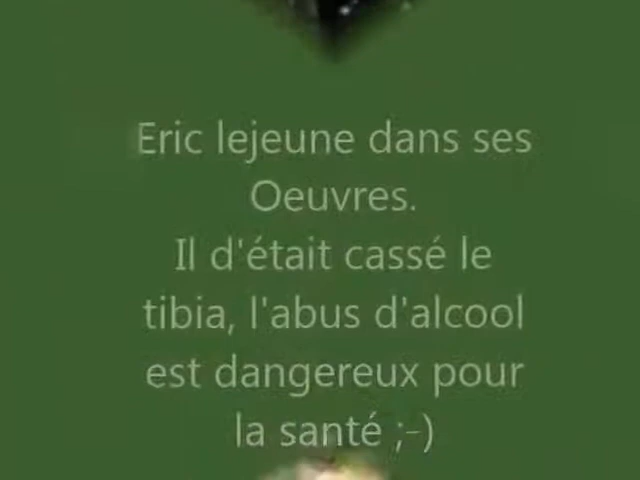 Eric lejeune dans ses
Oeuvres.
Il d'était cassé le
tibia, l'abus d'alcool
est dangereux pour
la santé ;-)